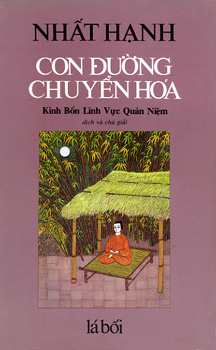 NHẤT HẠNH
CON ĐƯỜNG
CHUYỂN HÓA
Kinh Bốn Lĩnh Vực Quán Niệm
dịch và chú giải
lá bối